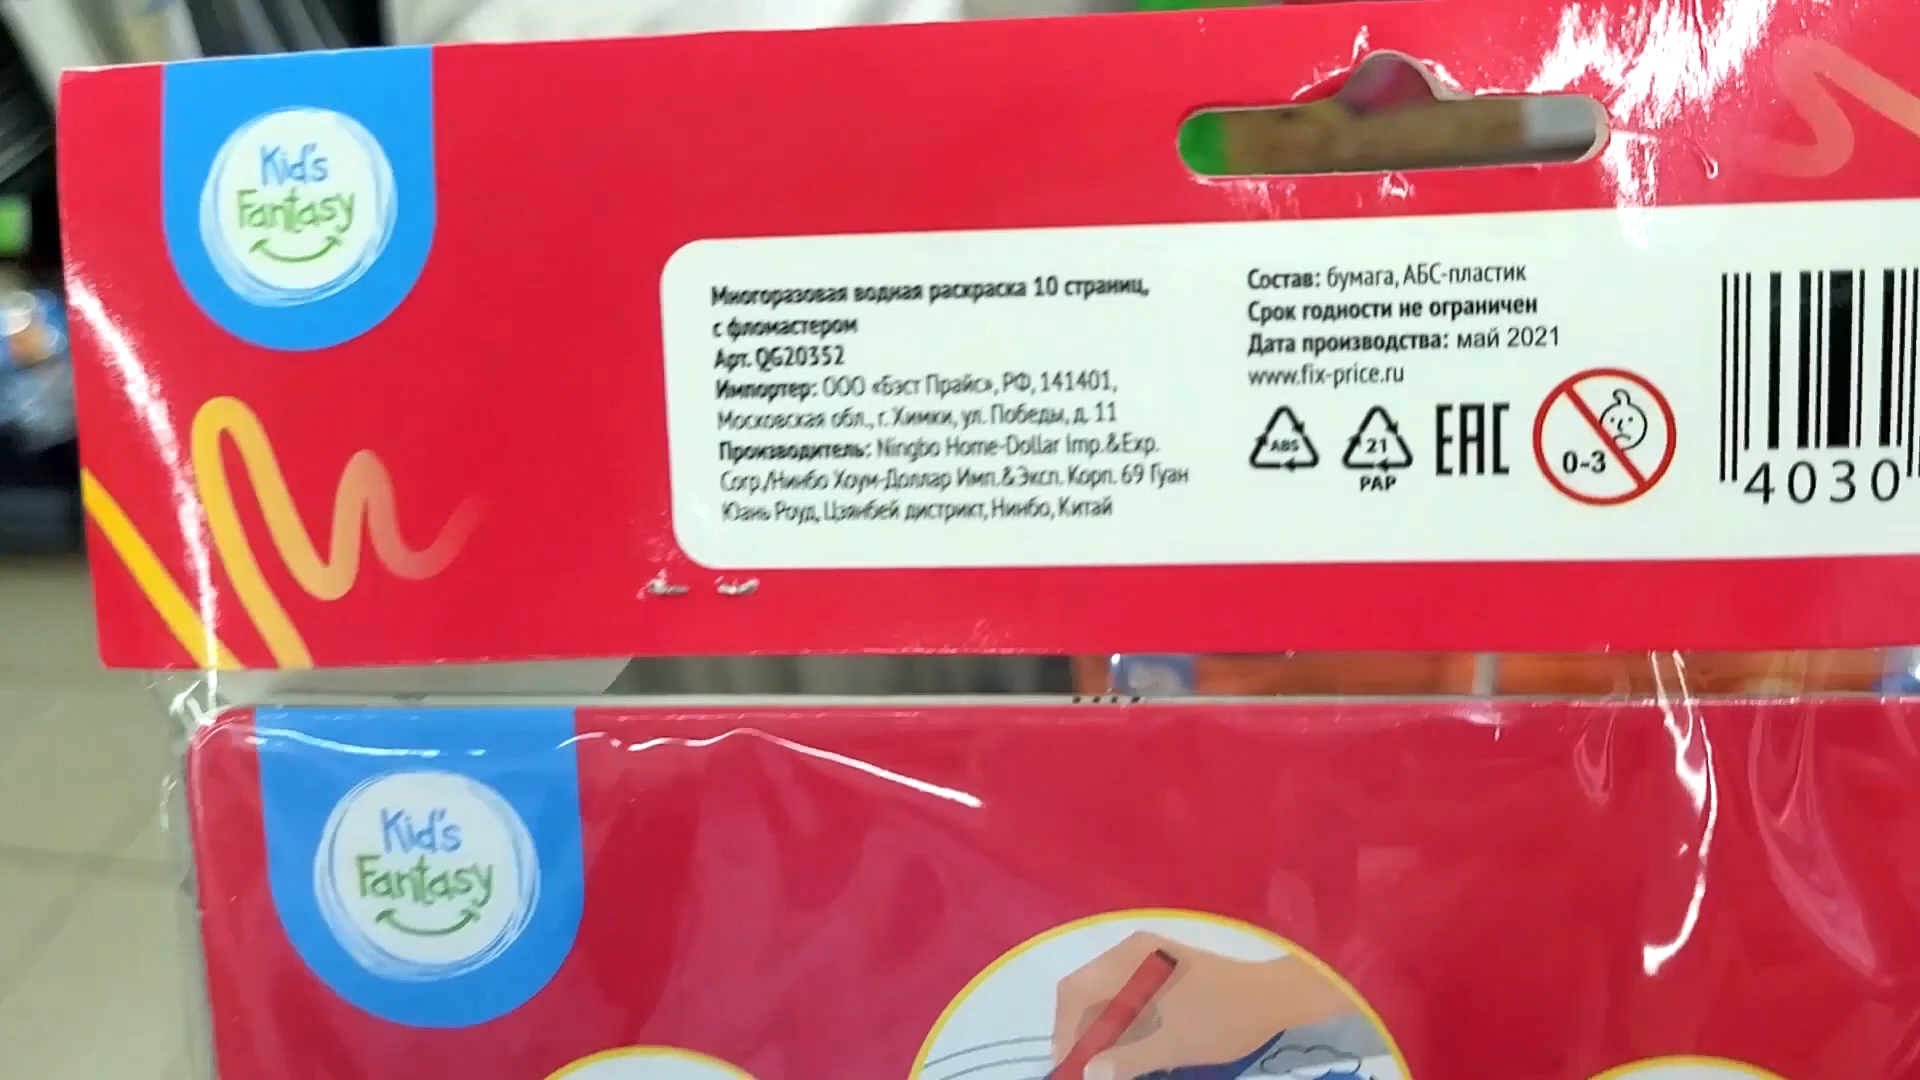 Kid's
Fantasy
Многоразовая водная раскраска 10 страниц,
с фломастером
Арт. QG20352
Импортер: ООО «Бэст Прайс», РФ, 141401,
Московская обл., г. Химки, ул. Победы, д. 11
Производитель: Ningbo Home-Dollar Imp.&Exp.
Corp./Нинбо Хоум-Доллар Имп.&Эксп. Корп. 69 Гуан
Юань Роуд, Цзянбей дистрикт, Нинбо, Китай
Состав: бумага, АБС-пластик
Срок годности не ограничен
Дата производства: май 2021
www.fix-price.ru
ABS
21
PAP
EAC
0-3
4030
Kid's
Fantasy